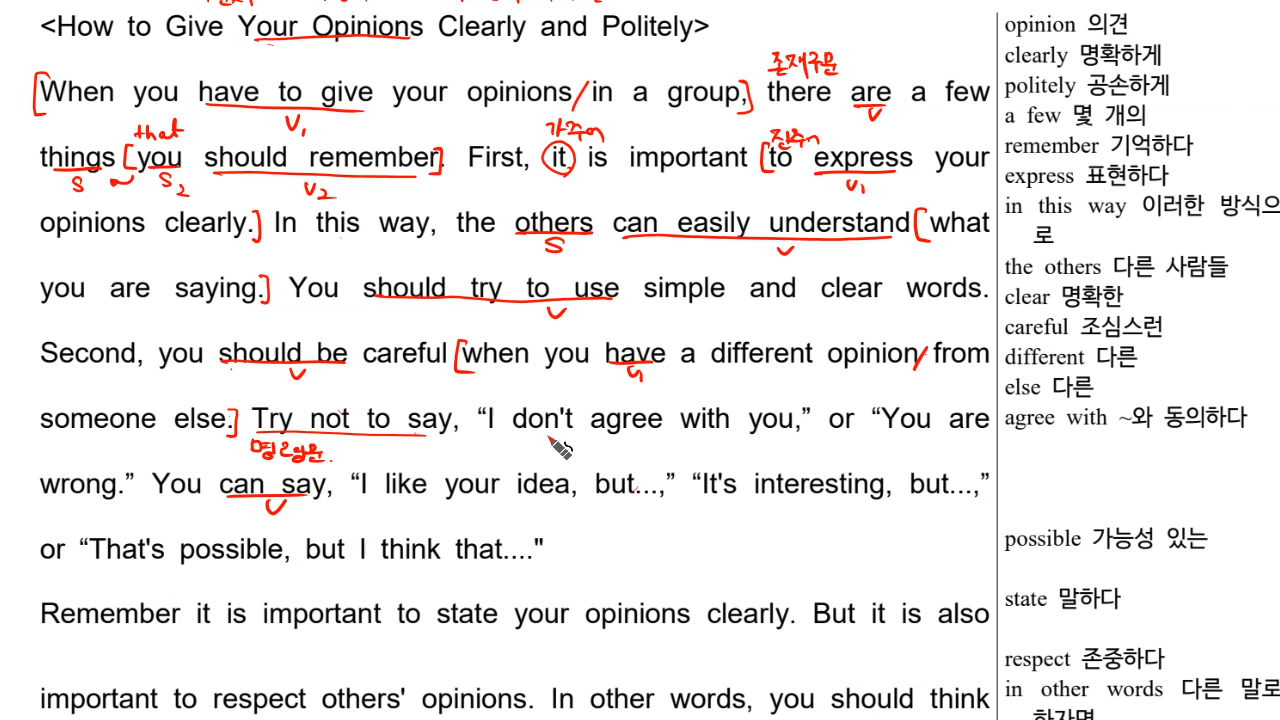 <How to Give Your Opinions Clearly and Politely>
존재구문
When you have to give your opinions / in a group, there are a few
V₁ that 가주어 진주어 V
things you should remember. First, it is important to express your
S S₂ V₂ V₁
opinions clearly. In this way, the others can easily understand what
S V
you are saying. You should try to use simple and clear words.
V
Second, you should be careful when you have a different opinion / from
V V₁
someone else. Try not to say, “I don't agree with you,” or “You are
명령문
wrong.” You can say, “I like your idea, but...,” “It's interesting, but...,”
V
or “That's possible, but I think that...."
Remember it is important to state your opinions clearly. But it is also
important to respect others' opinions. In other words, you should think
opinion 의견
clearly 명확하게
politely 공손하게
a few 몇 개의
remember 기억하다
express 표현하다
in this way 이러한 방식으
로
the others 다른 사람들
clear 명확한
careful 조심스런
different 다른
else 다른
agree with ~와 동의하다
possible 가능성 있는
state 말하다
respect 존중하다
in other words 다른 말로
하자면